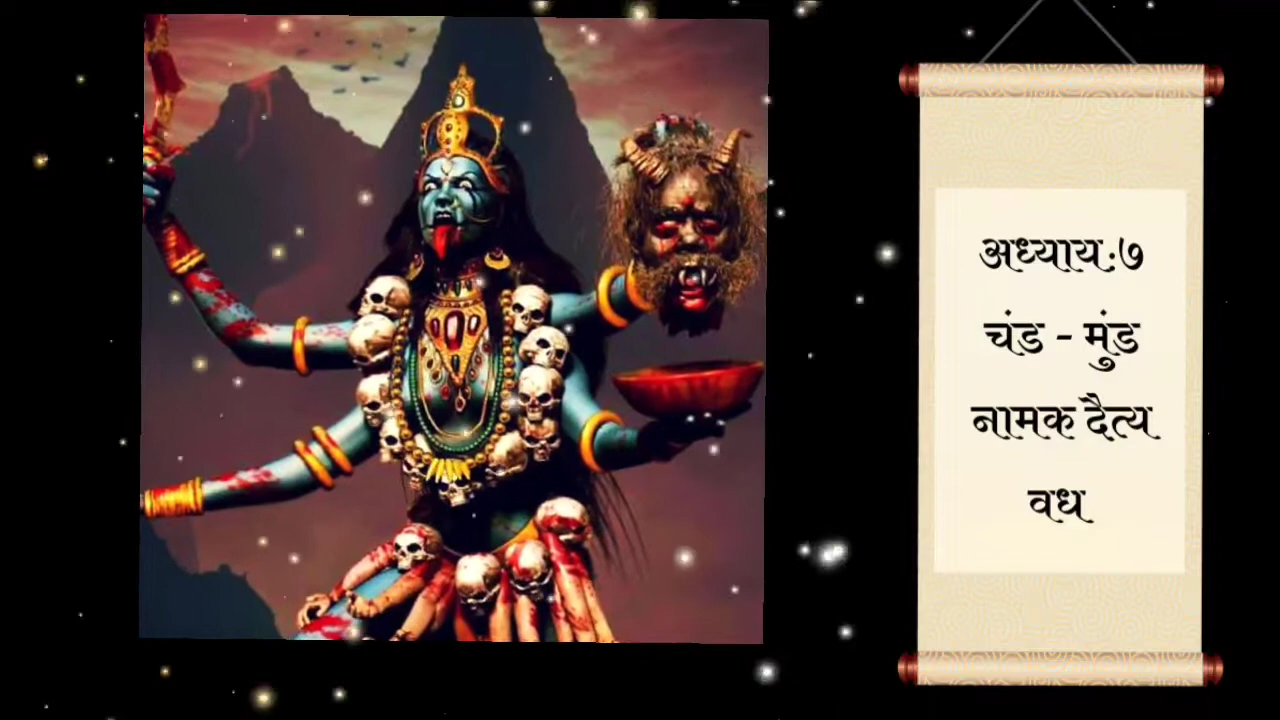 अध्याय:७
चंड - मुंड
नामक दैत्य
वध